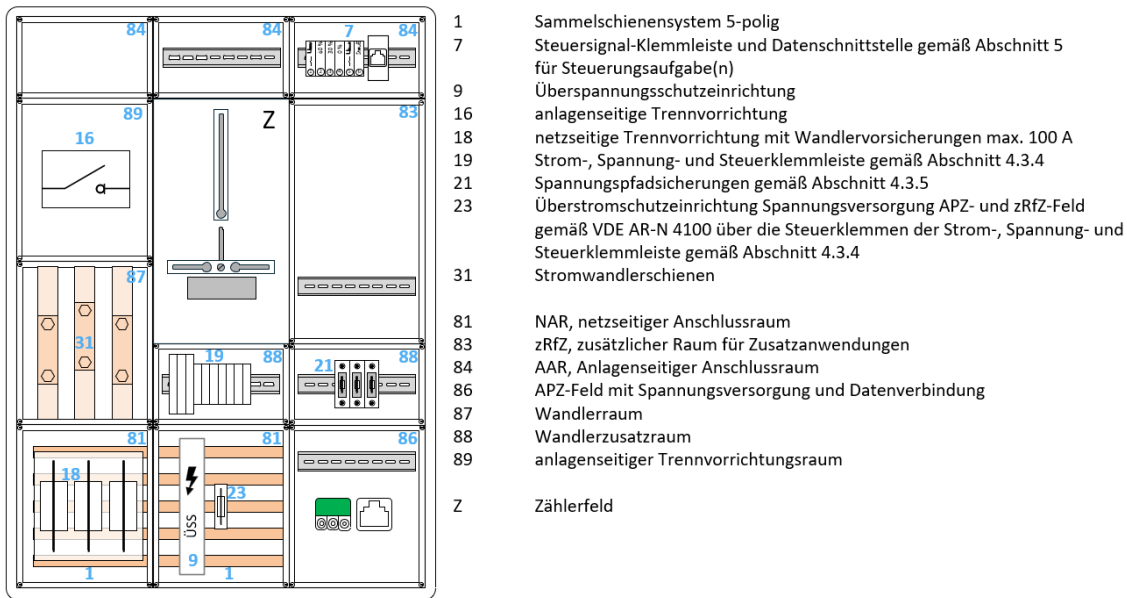 84
84
7
84
60 %
30 %
0 %
89
16
Z
83
87
31
19
88
21
88
81
18
81
23
ÜSS
9
86
1
1
1 Sammelschienensystem 5-polig
7 Steuersignal-Klemmleiste und Datenschnittstelle gemäß Abschnitt 5
für Steuerungsaufgabe(n)
9 Überspannungsschutzeinrichtung
16 anlagenseitige Trennvorrichtung
18 netzseitige Trennvorrichtung mit Wandlervorsicherungen max. 100 A
19 Strom-, Spannung- und Steuerklemmleiste gemäß Abschnitt 4.3.4
21 Spannungspfadsicherungen gemäß Abschnitt 4.3.5
23 Überstromschutzeinrichtung Spannungsversorgung APZ- und zRfZ-Feld
gemäß VDE AR-N 4100 über die Steuerklemmen der Strom-, Spannung- und
Steuerklemmleiste gemäß Abschnitt 4.3.4
31 Stromwandlerschienen
81 NAR, netzseitiger Anschlussraum
83 zRfZ, zusätzlicher Raum für Zusatzanwendungen
84 AAR, Anlagenseitiger Anschlussraum
86 APZ-Feld mit Spannungsversorgung und Datenverbindung
87 Wandlerraum
88 Wandlerzusatzraum
89 anlagenseitiger Trennvorrichtungsraum
Z Zählerfeld